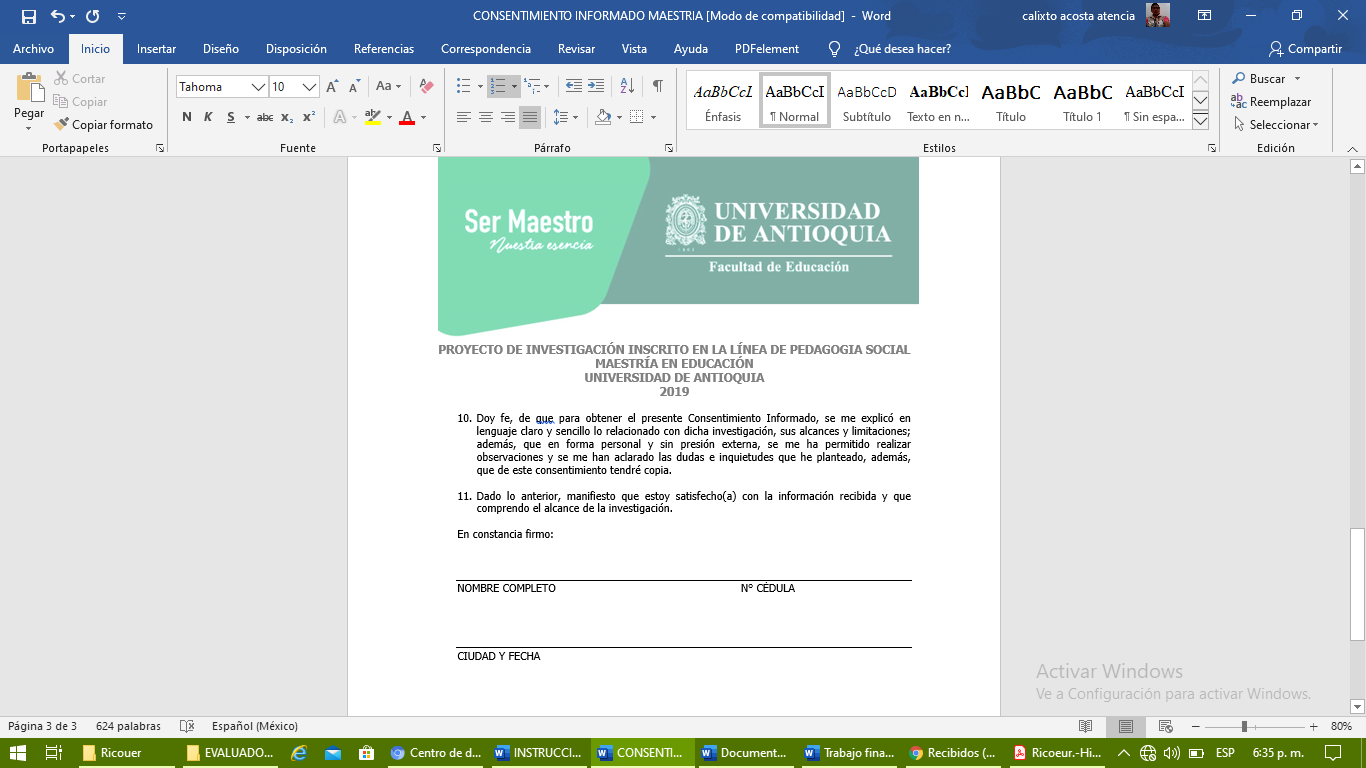 CONSENTIMIENTO INFORMADO MAESTRIA [Modo de compatibilidad] - Word
calixto acosta atencia
Archivo Inicio Insertar Diseño Disposición Referencias Correspondencia Revisar Vista Ayuda PDFelement ¿Qué desea hacer? Compartir
Pegar
Cortar
Copiar
Copiar formato
Portapapeles
Tahoma 10
N K S abc x₂ x²
Fuente
Párrafo
AaBbCcL AaBbCcI AaBbCcD AaBbCcI AaBbC AaBbC AaBbCcI
Énfasis ¶ Normal Subtítulo Texto en n... Título Título 1 ¶ Sin espa...
Estilos
Buscar
Reemplazar
Seleccionar
Edición
Ser Maestro
Nuestra esencia
UNIVERSIDAD
DE ANTIOQUIA
1803
Facultad de Educación
PROYECTO DE INVESTIGACIÓN INSCRITO EN LA LÍNEA DE PEDAGOGIA SOCIAL
MAESTRÍA EN EDUCACIÓN
UNIVERSIDAD DE ANTIOQUIA
2019
10. Doy fe, de que para obtener el presente Consentimiento Informado, se me explicó en
lenguaje claro y sencillo lo relacionado con dicha investigación, sus alcances y limitaciones;
además, que en forma personal y sin presión externa, se me ha permitido realizar
observaciones y se me han aclarado las dudas e inquietudes que he planteado, además,
que de este consentimiento tendré copia.
11. Dado lo anterior, manifiesto que estoy satisfecho(a) con la información recibida y que
comprendo el alcance de la investigación.
En constancia firmo:
NOMBRE COMPLETO N° CÉDULA
CIUDAD Y FECHA
Activar Windows
Ve a Configuración para activar Windows.
Página 3 de 3 624 palabras Español (México) 80%
Ricouer EVALUADO... Centro de d... INSTRUCCI... CONSENTI... Document... Trabajo fina... Recibidos (... Ricoeur.-Hi... ESP 6:35 p. m.